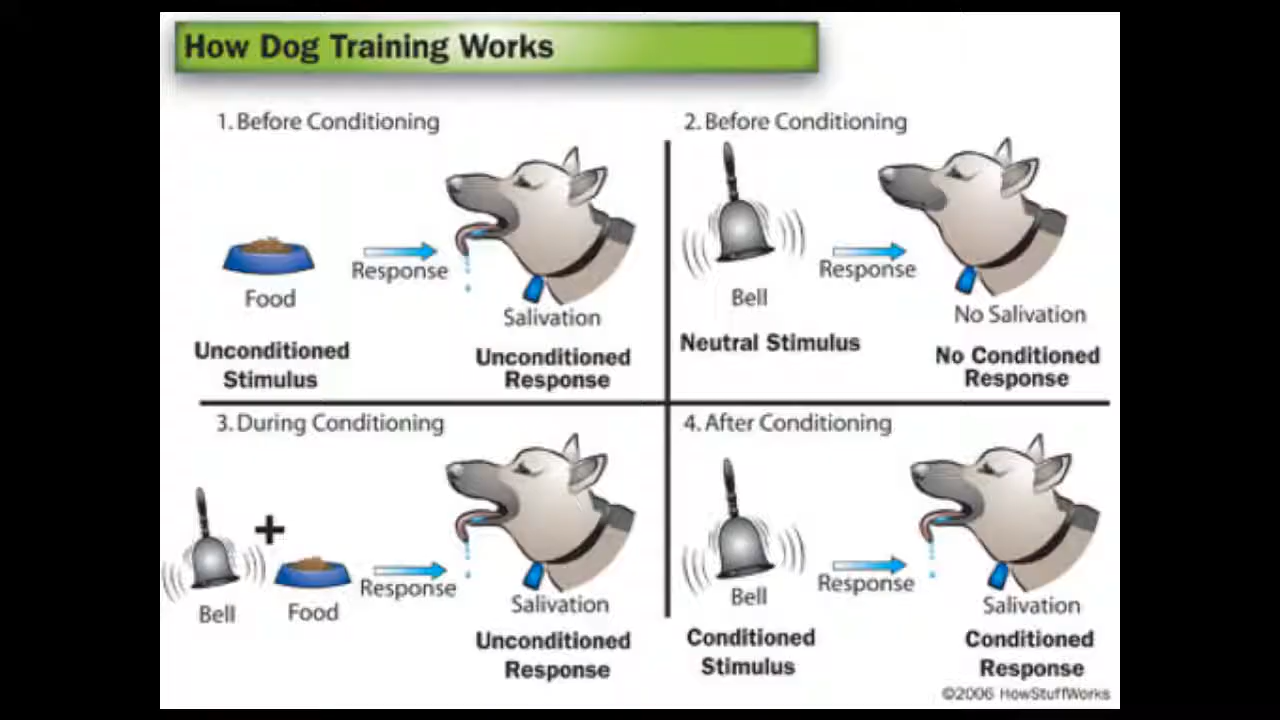 How Dog Training Works
1. Before Conditioning
Food
Response
Salivation
Unconditioned
Stimulus
Unconditioned
Response
2. Before Conditioning
Bell
Response
No Salivation
Neutral Stimulus
No Conditioned
Response
3. During Conditioning
+
Bell
Food
Response
Salivation
Unconditioned
Response
4. After Conditioning
Bell
Response
Salivation
Conditioned
Stimulus
Conditioned
Response
©2006 HowStuffWorks